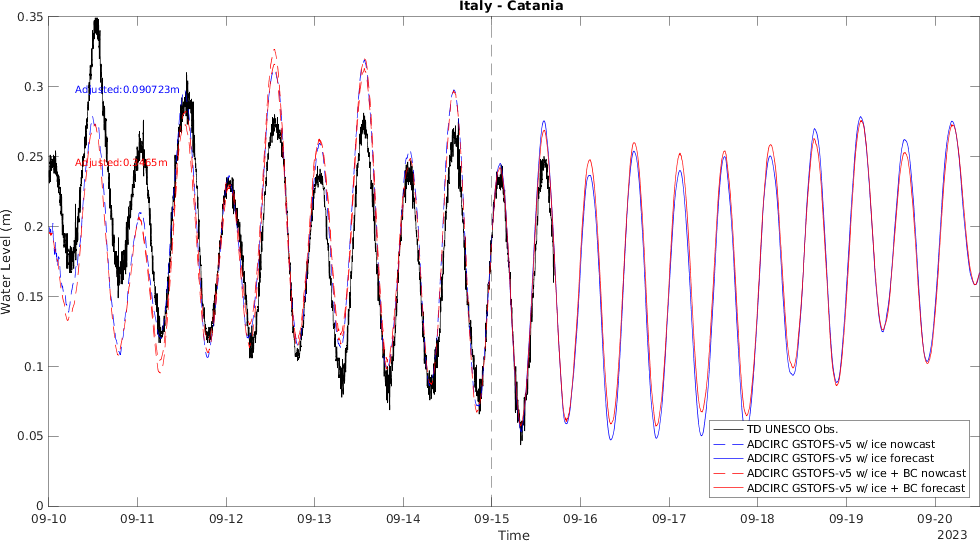 Italy - Catania
Water Level (m)
0.35
0.3
0.25
0.2
0.15
0.1
0.05
0
Adjusted:0.090723m
TD UNESCO Obs.
ADCIRC GSTOFS-v5 w/ ice nowcast
ADCIRC GSTOFS-v5 w/ ice forecast
ADCIRC GSTOFS-v5 w/ ice + BC nowcast
ADCIRC GSTOFS-v5 w/ ice + BC forecast
09-10 09-11 09-12 09-13 09-14 09-15 09-16 09-17 09-18 09-19 09-20
Time
2023